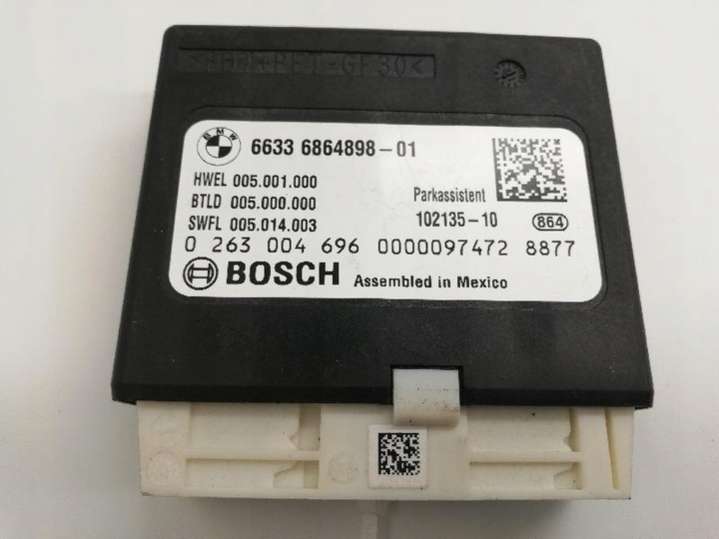 BMW
6633 6864898-01
HWEL 005.001.000
BTLD 005.000.000
Parkassistent
SWFL 005.014.003
102135-10
864
0 263 004 696 0000097472 8877
BOSCH Assembled in Mexico